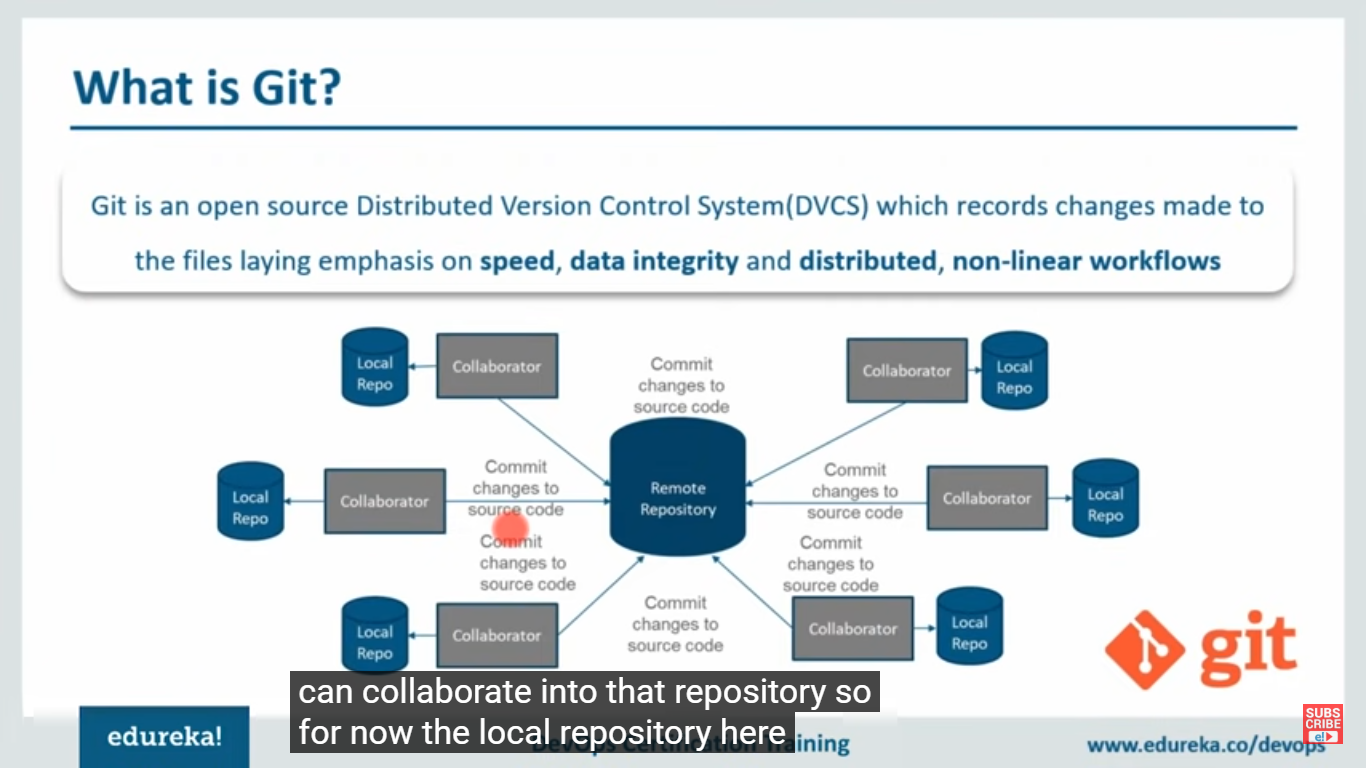 What is Git?
Git is an open source Distributed Version Control System(DVCS) which records changes made to
the files laying emphasis on speed, data integrity and distributed, non-linear workflows
Local
Repo
Collaborator
Commit
changes to
source code
Collaborator
Local
Repo
Local
Repo
Collaborator
Commit
changes to
source code
Remote
Repository
Commit
changes to
source code
Collaborator
Local
Repo
Commit
changes to
source code
Commit
changes to
source code
Local
Repo
Collaborator
Commit
changes to
source code
Collaborator
Local
Repo
git
can collaborate into that repository so
for now the local repository here
edureka!
DevOps Certification Training
www.edureka.co/devops
SUBS
CRIBE
e!